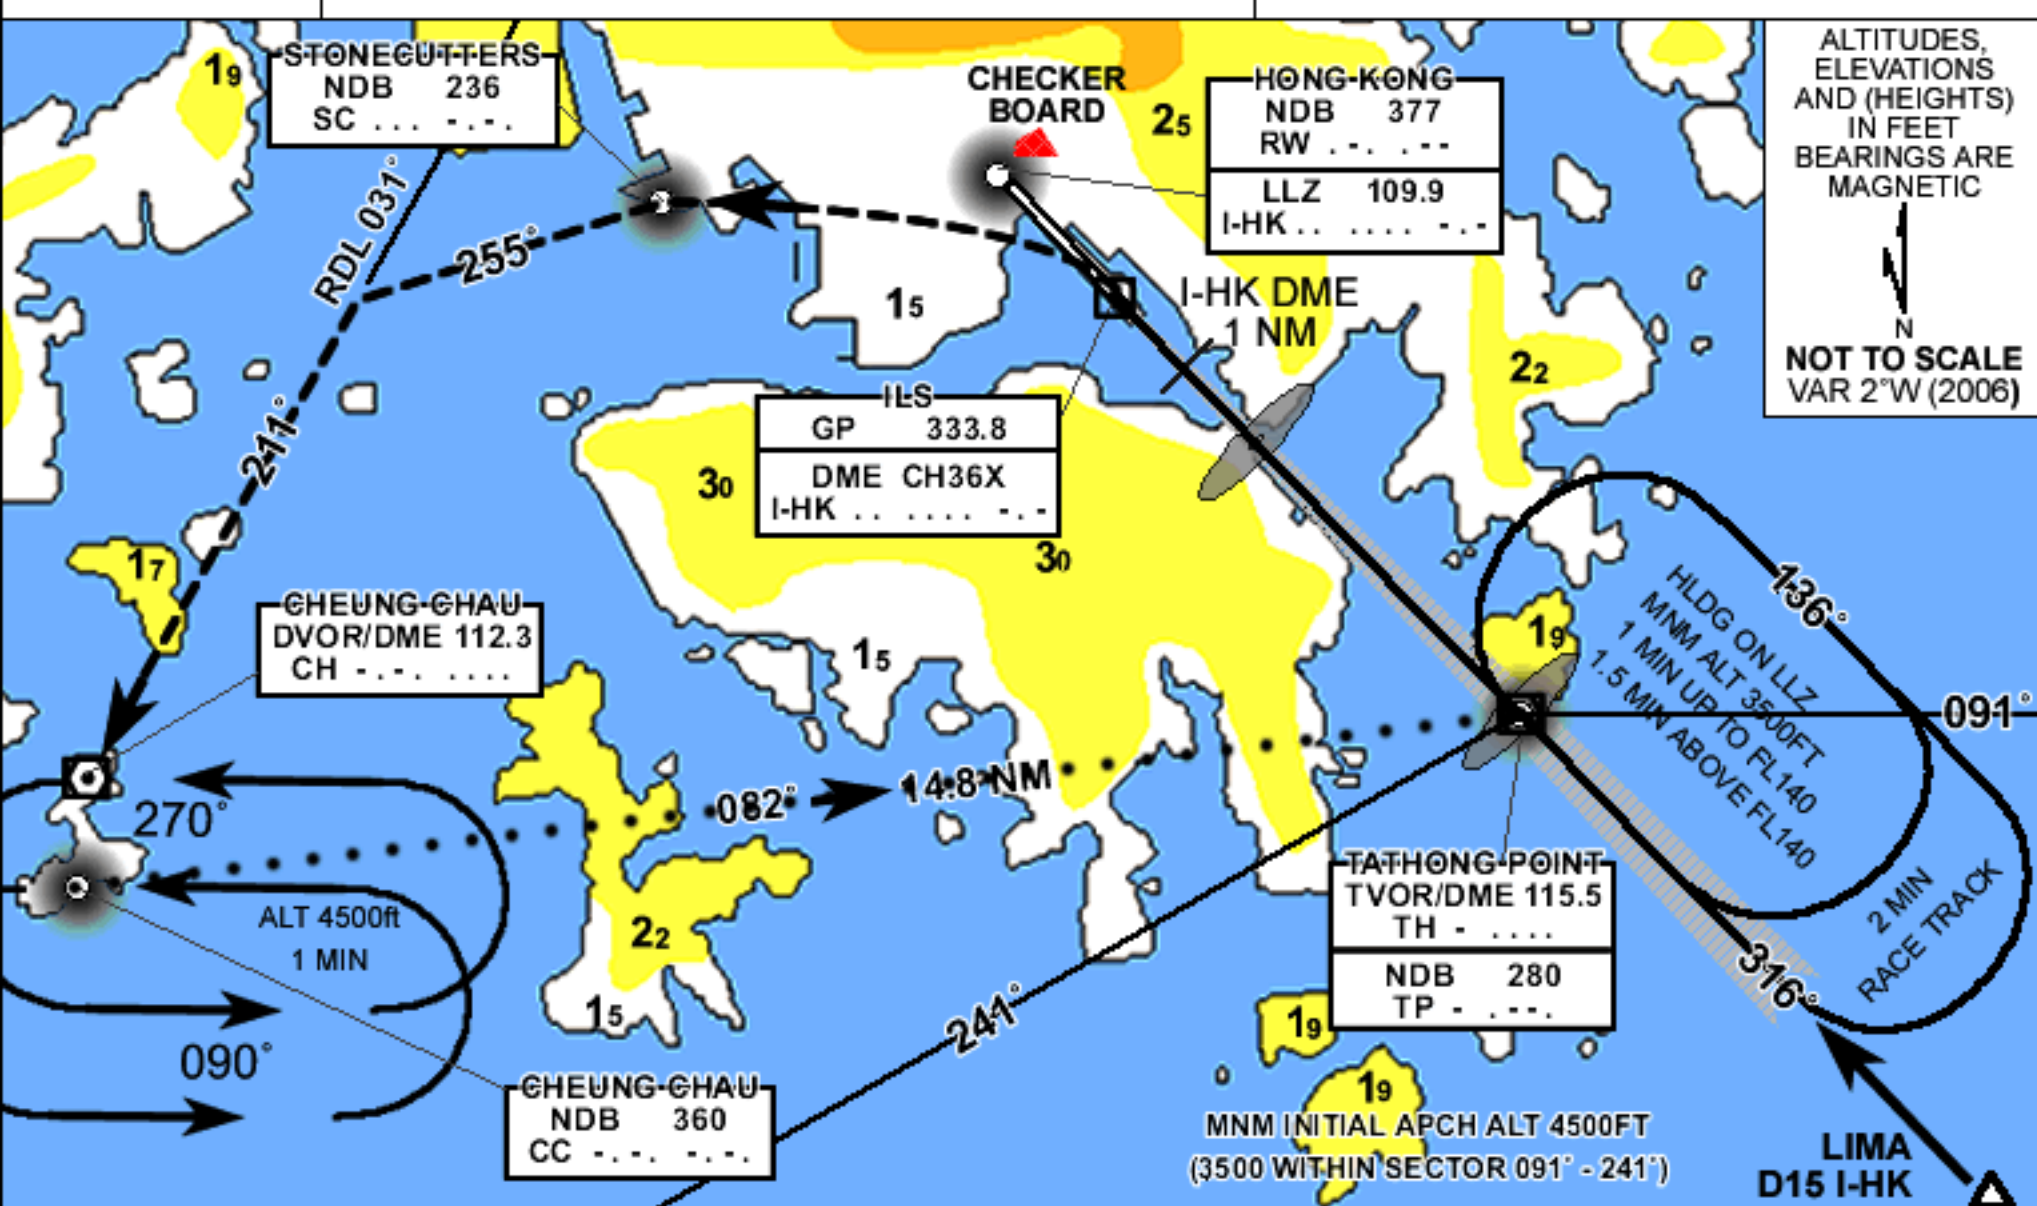 STONECUTTERS
NDB 236
SC ... -.-.
19
CHECKER
BOARD
25
HONG KONG
NDB 377
RW .-. .--
LLZ 109.9
I-HK .. .... -.-
ALTITUDES,
ELEVATIONS
AND (HEIGHTS)
IN FEET
BEARINGS ARE
MAGNETIC
N
NOT TO SCALE
VAR 2°W (2006)
RDL 031°
255°
15
I-HK DME
1 NM
22
211°
ILS
GP 333.8
DME CH36X
I-HK .. .... -.-
30
30
17
CHEUNG CHAU
DVOR/DME 112.3
CH -.-. ....
15
19
136°
HLDG ON LLZ
MNM ALT 3500FT
1 MIN UP TO FL140
1.5 MIN ABOVE FL140
091°
270°
082°
14.8 NM
ALT 4500ft
1 MIN
22
TATHONG POINT
TVOR/DME 115.5
TH - ....
NDB 280
TP - .--.
2 MIN
RACE TRACK
316°
15
241°
19
090°
CHEUNG CHAU
NDB 360
CC -.-. -.-.
19
MNM INITIAL APCH ALT 4500FT
(3500 WITHIN SECTOR 091° - 241°)
LIMA
D15 I-HK